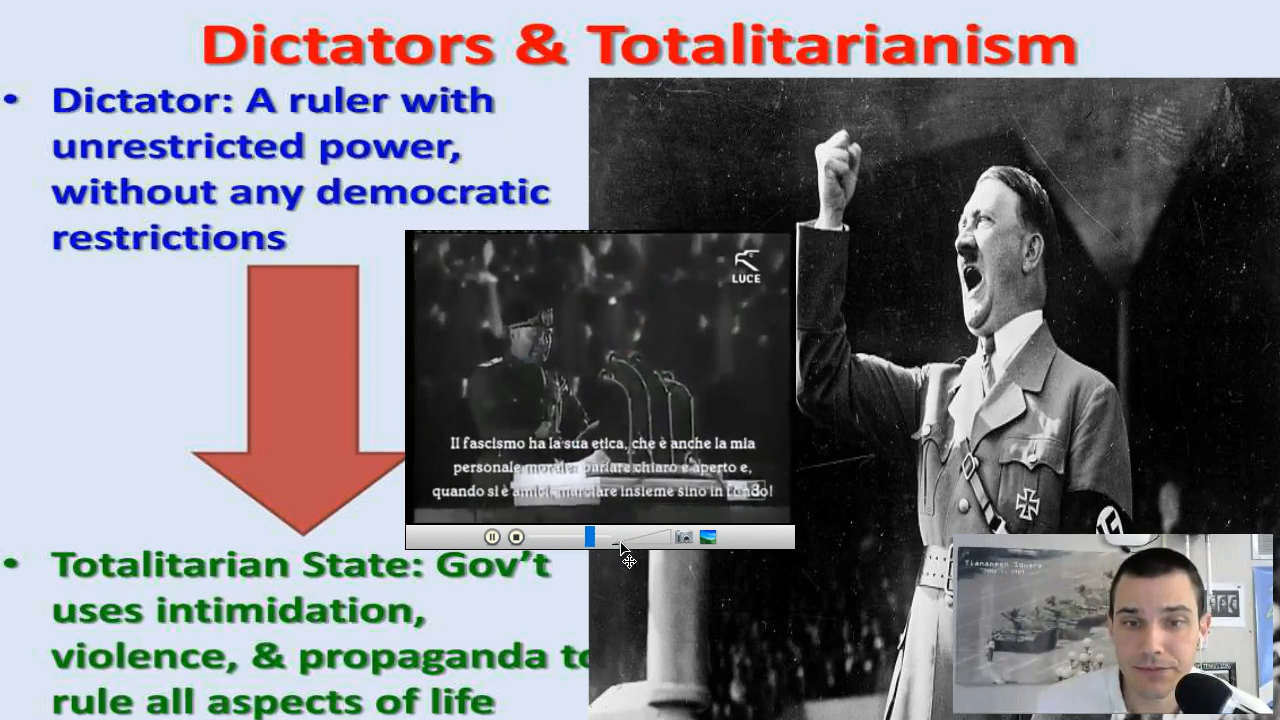 Dictators & Totalitarianism
• Dictator: A ruler with
unrestricted power,
without any democratic
restrictions
LUCE
Il fascismo ha la sua etica, che è anche la mia
personale morale: parlare chiaro e aperto e,
quando si è amici, marciare insieme sino in fondo!
• Totalitarian State: Gov't
uses intimidation,
violence, & propaganda to
rule all aspects of life
Tiananmen Square